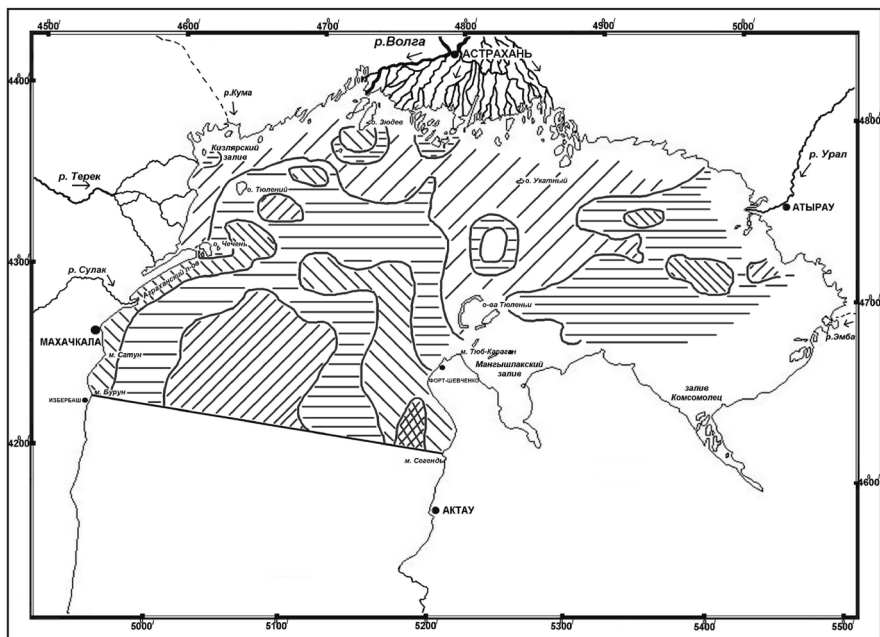 4500 4600 4700 4800 4900 5000
р.Волга
АСТРАХАНЬ
4400
р.Кума
4800
о. Зюдев
Кизлярский
залив
р. Урал
р. Терек
о. Тюлений
о. Укатный
АТЫРАУ
о. Чечень
4300
р. Сулак
Аграханский п-ов
о-ва Тюленьи
4700
МАХАЧКАЛА
р.Эмба
м. Сатун
м. Тюб-Караган
Мангышлакский
залив
ФОРТ-ШЕВЧЕНКО
залив
Комсомолец
м. Бурун
ИЗБЕРБАШ
4200
м. Сегенды
4600
АКТАУ
5000 5100 5200 5300 5400 5500